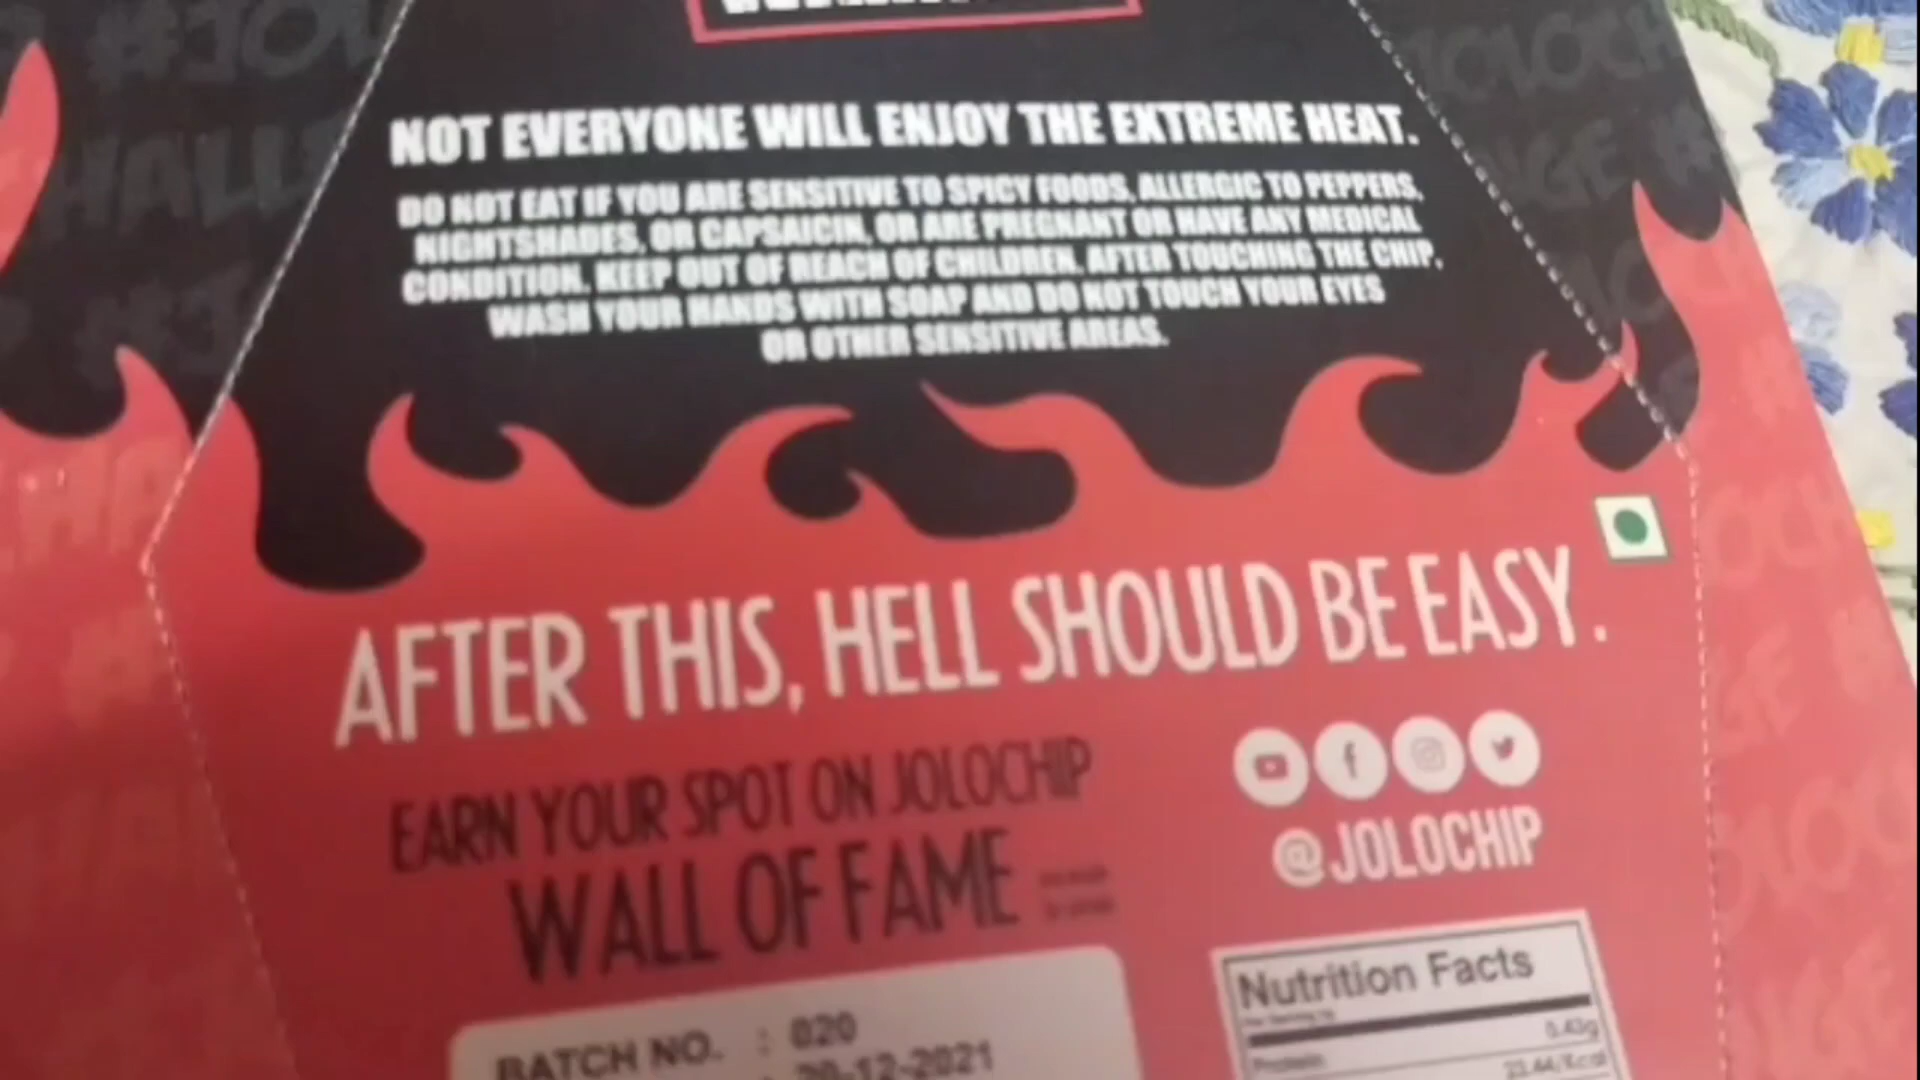 NOT EVERYONE WILL ENJOY THE EXTREME HEAT.
DO NOT EAT IF YOU ARE SENSITIVE TO SPICY FOODS, ALLERGIC TO PEPPERS,
NIGHTSHADES, OR CAPSAICIN, OR ARE PREGNANT OR HAVE ANY MEDICAL
CONDITION. KEEP OUT OF REACH OF CHILDREN. AFTER TOUCHING THE CHIP,
WASH YOUR HANDS WITH SOAP AND DO NOT TOUCH YOUR EYES
OR OTHER SENSITIVE AREAS.
AFTER THIS, HELL SHOULD BE EASY.
EARN YOUR SPOT ON JOLOCHIP
WALL OF FAME
@JOLOCHIP
BATCH NO. : 020
20-12-2021
Nutrition Facts
0.43g
Protein